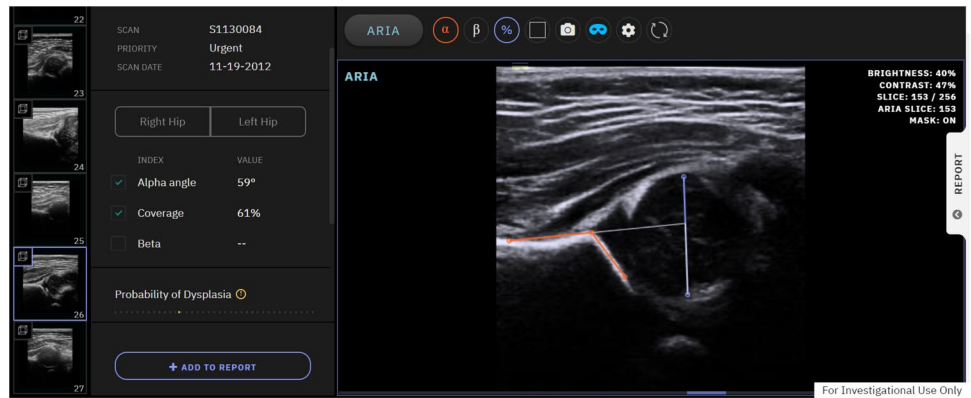 22
23
24
25
26
27
SCAN S1130084
PRIORITY Urgent
SCAN DATE 11-19-2012
Right Hip Left Hip
INDEX VALUE
Alpha angle 59°
Coverage 61%
Beta --
Probability of Dysplasia
+ ADD TO REPORT
ARIA α β %
ARIA
BRIGHTNESS: 40%
CONTRAST: 47%
SLICE: 153 / 256
ARIA SLICE: 153
MASK: ON
REPORT
For Investigational Use Only